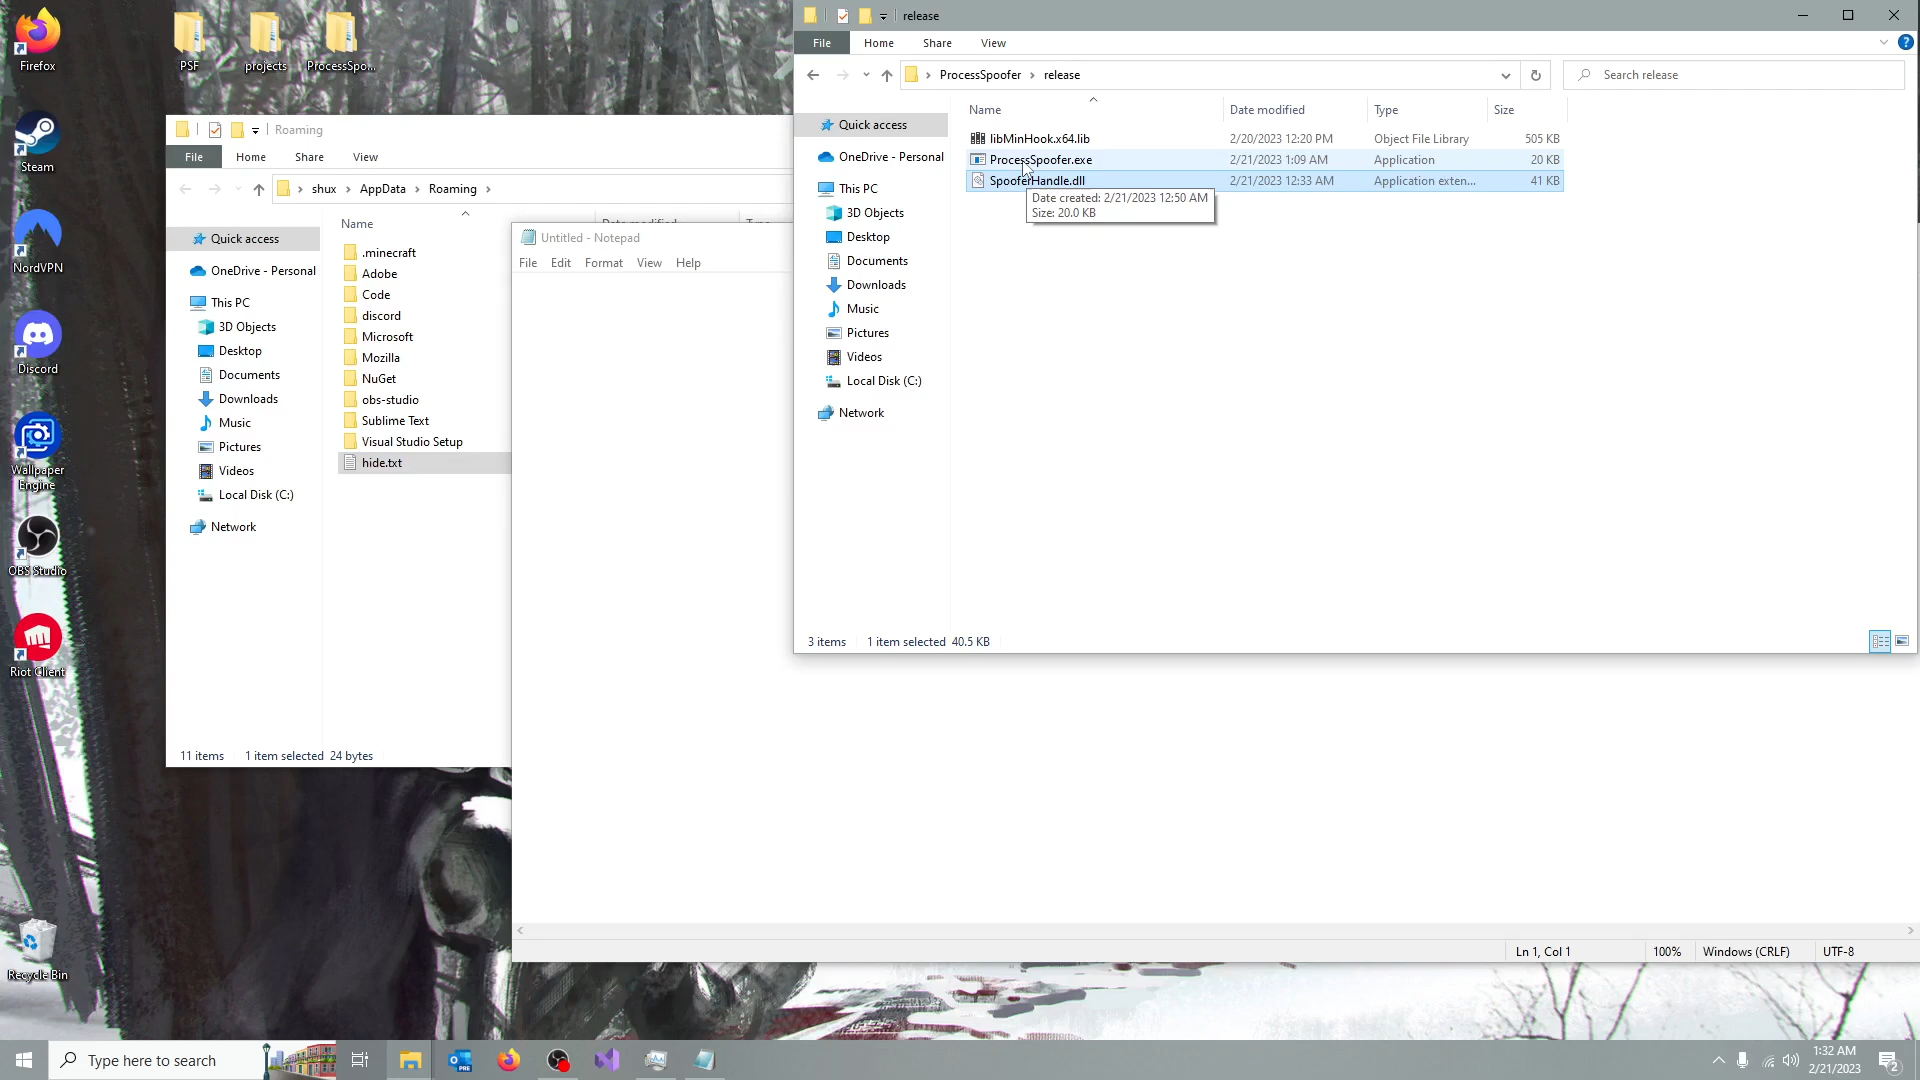 Firefox
PSF
projects
ProcessSpo...
Steam
NordVPN
Discord
Wallpaper
Engine
OBS Studio
Riot Client
Recycle Bin
Roaming
File
Home
Share
View
shux
AppData
Roaming
Name
Quick access
OneDrive - Personal
This PC
3D Objects
Desktop
Documents
Downloads
Music
Pictures
Videos
Local Disk (C:)
Network
.minecraft
Adobe
Code
discord
Microsoft
Mozilla
NuGet
obs-studio
Sublime Text
Visual Studio Setup
hide.txt
11 items
1 item selected 24 bytes
Untitled - Notepad
File
Edit
Format
View
Help
Ln 1, Col 1
100%
Windows (CRLF)
UTF-8
release
File
Home
Share
View
ProcessSpoofer
release
Search release
Name
Date modified
Type
Size
libMinHook.x64.lib 2/20/2023 12:20 PM Object File Library 505 KB
ProcessSpoofer.exe 2/21/2023 1:09 AM Application 20 KB
SpooferHandle.dll 2/21/2023 12:33 AM Application exten... 41 KB
Date created: 2/21/2023 12:50 AM
Size: 20.0 KB
Quick access
OneDrive - Personal
This PC
3D Objects
Desktop
Documents
Downloads
Music
Pictures
Videos
Local Disk (C:)
Network
3 items
1 item selected 40.5 KB
Type here to search
PRE
1:32 AM
2/21/2023
2